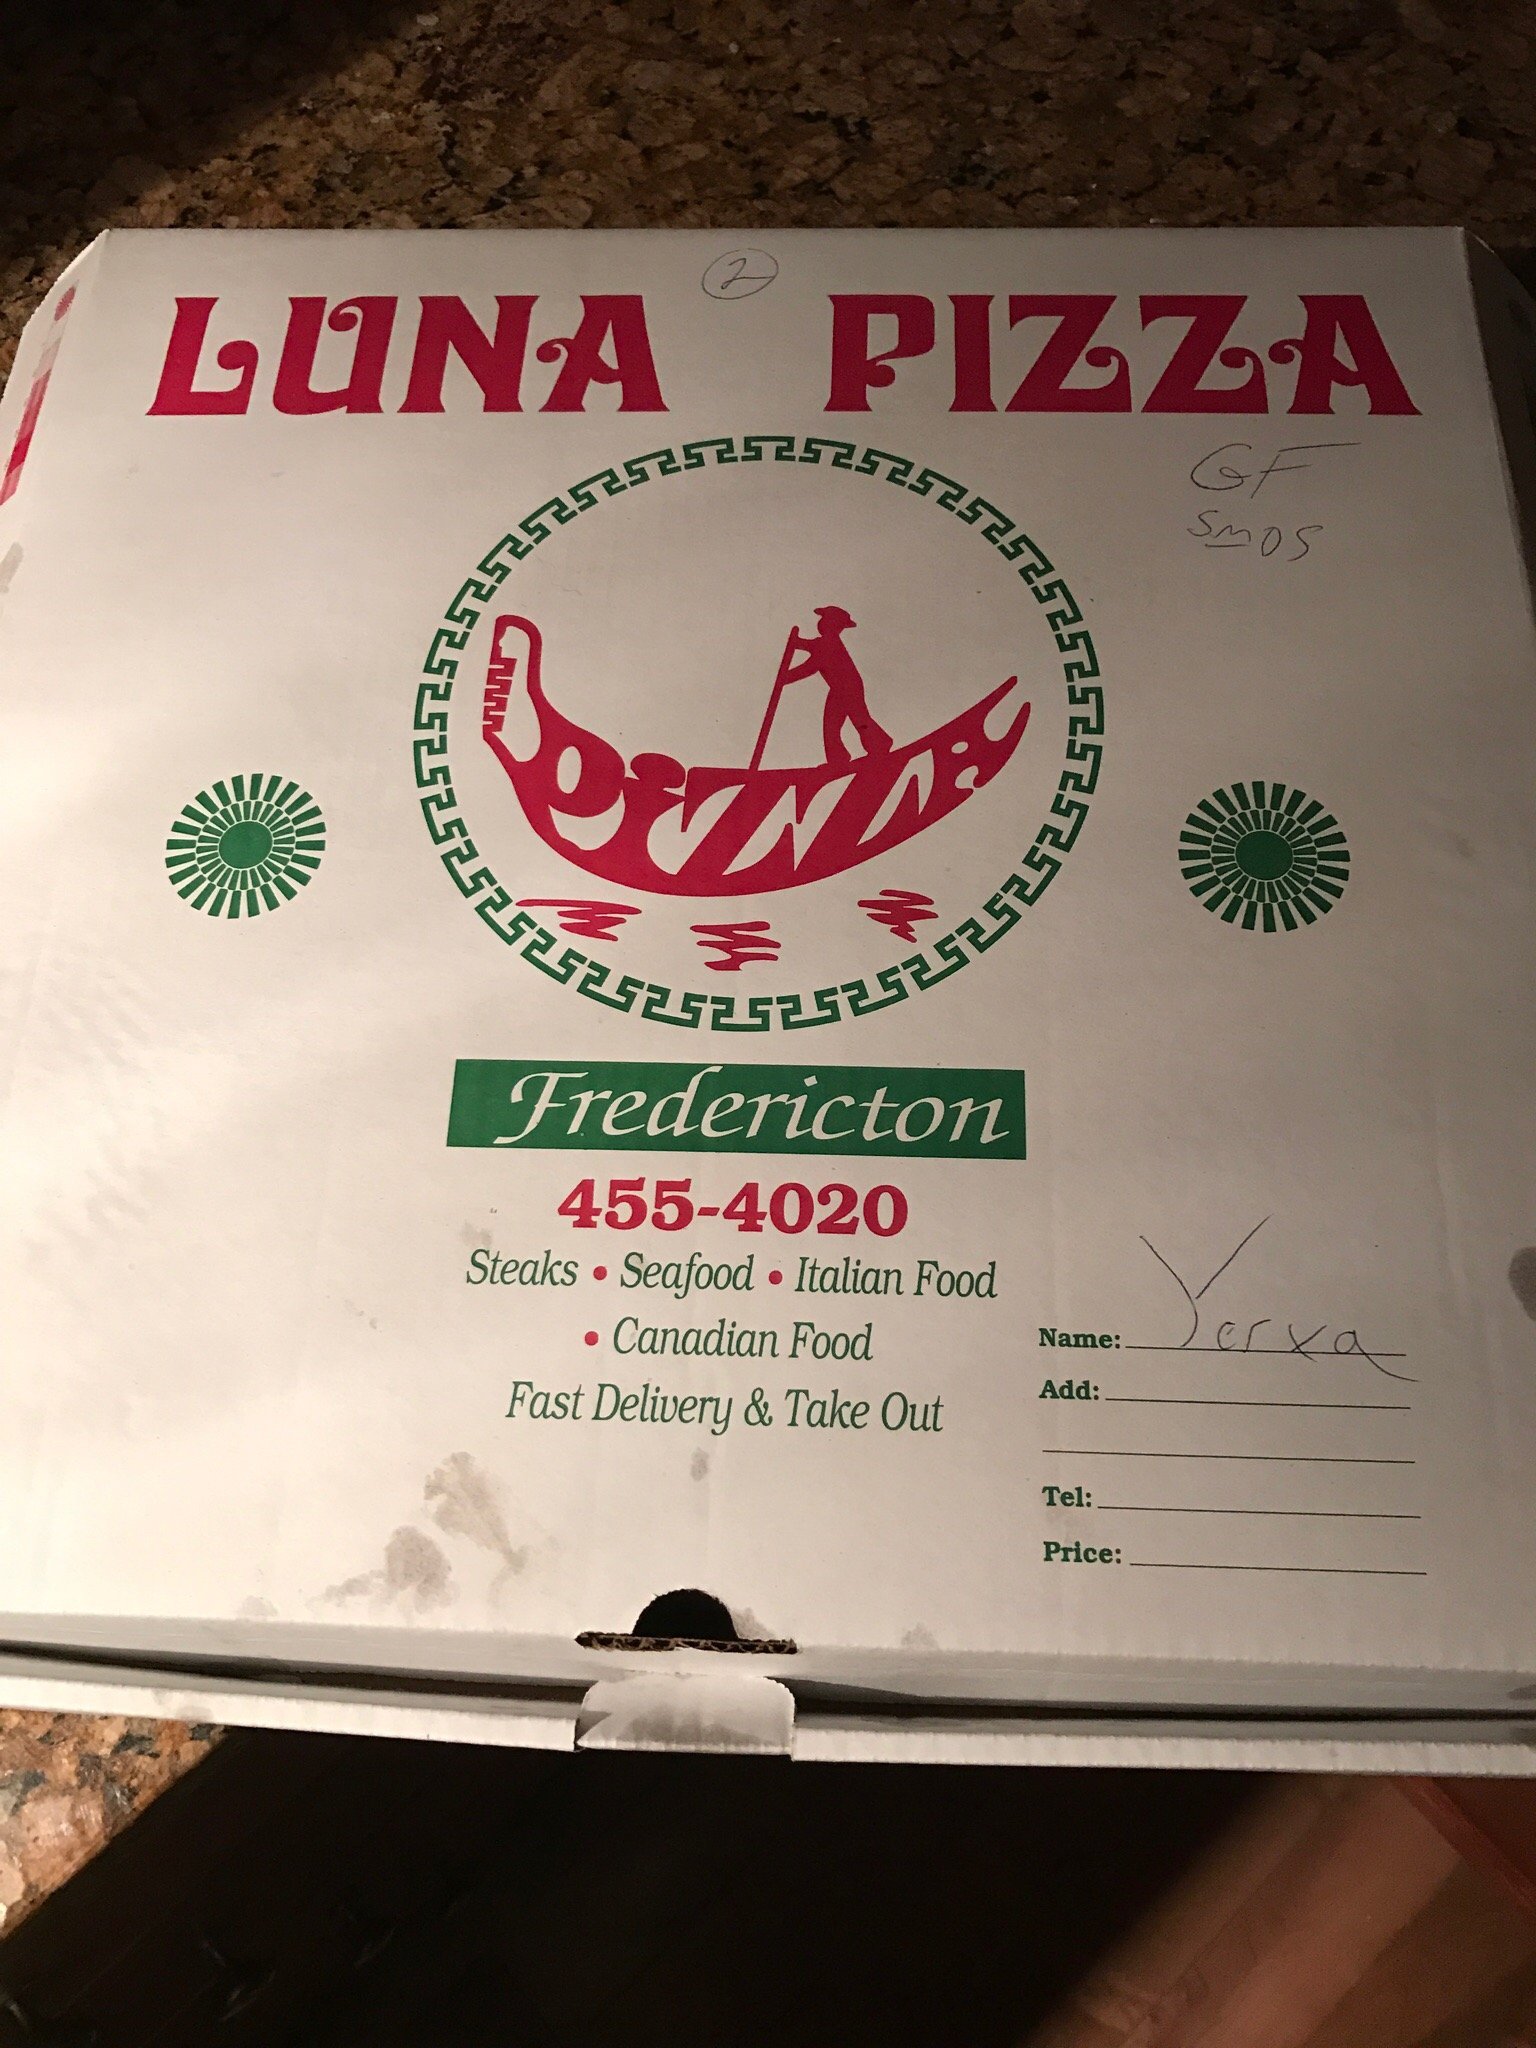 2
LUNA PIZZA
GF
SMOS
PIZZA
Fredericton
455-4020
Steaks • Seafood • Italian Food
• Canadian Food
Fast Delivery & Take Out
Name: Yerxa
Add:
Tel:
Price: